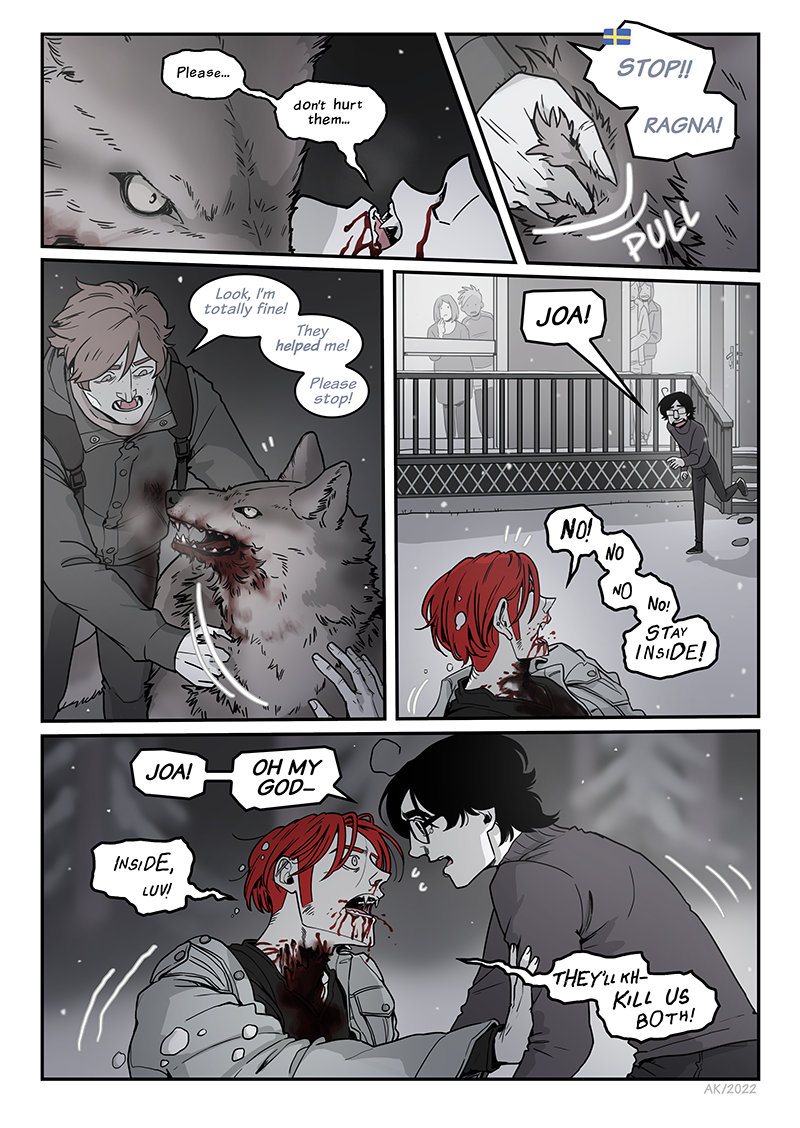 Please...
don't hurt
them...
STOP!!
RAGNA!
PULL
Look, I'm
totally fine!
They
helped me!
Please
stop!
JOA!
NO!
NO
NO
NO!
STAY
INSIDE!
JOA!
OH MY
GOD—
INSIDE,
LUV!
THEY'LL KH-
KILL US
BOTH!
AK/2022